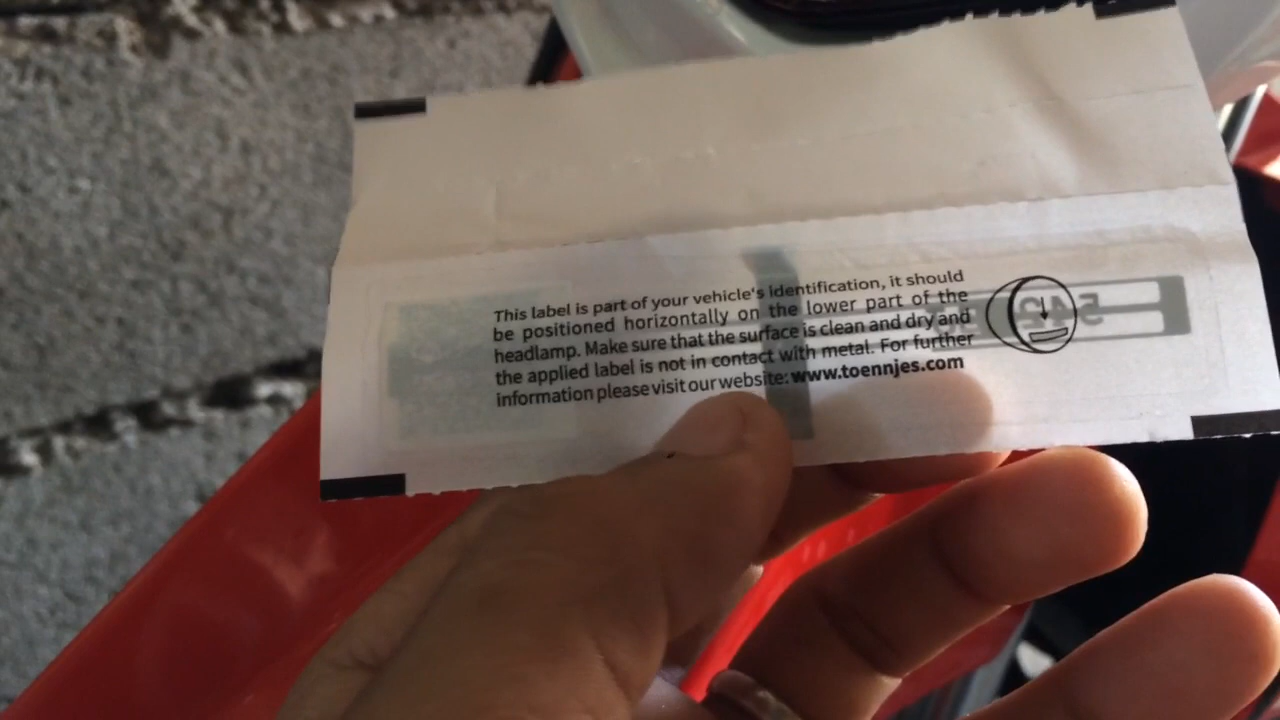 This label is part of your vehicle's identification, it should
be positioned horizontally on the lower part of the
headlamp. Make sure that the surface is clean and dry and
the applied label is not in contact with metal. For further
information please visit our website: www.toennjes.com